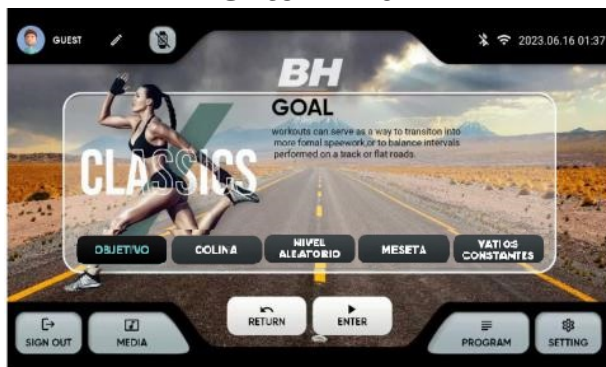 GUEST
2023.06.16 01:37
BH
GOAL
workouts can serve as a way to transiton into
more fomal speework,or to balance intervals
performed on a track or flat roads.
CLASSICS
OBJETIVO
COLINA
NIVEL
ALEATORIO
MESETA
VATIOS
CONSTANTES
RETURN
ENTER
SIGN OUT
MEDIA
PROGRAM
SETTING